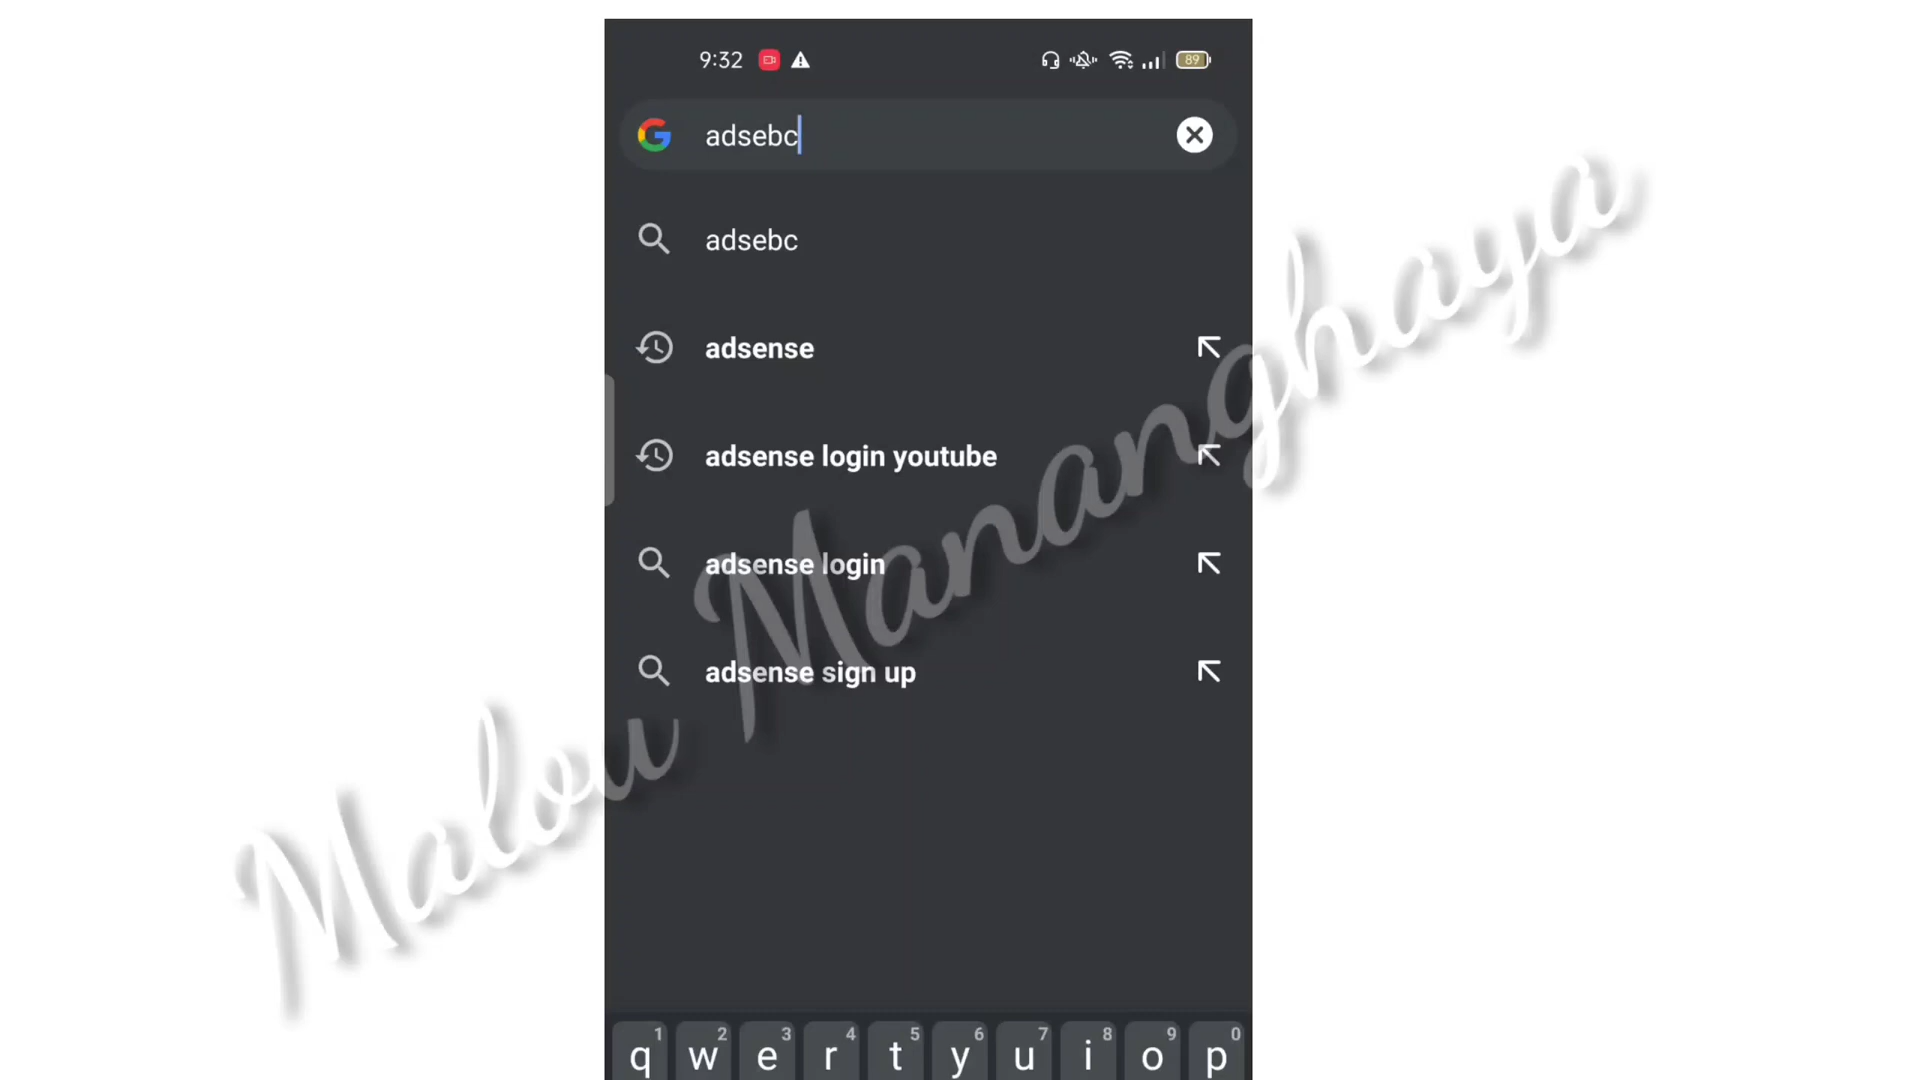 9:32 89
adsebc
adsebc
adsense
adsense login youtube
adsense login
adsense sign up
Malou Mananghaya
1 2 3 4 5 6 7 8 9 0
q w e r t y u i o p